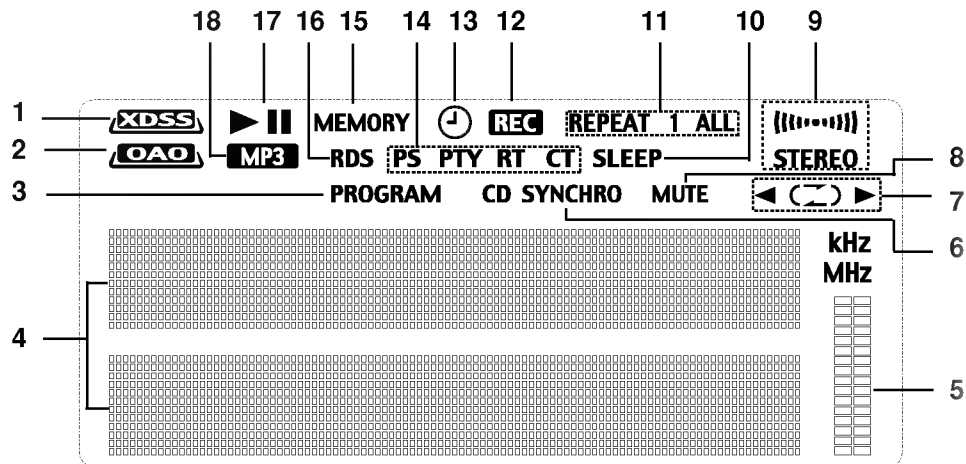 18 17 15 14 13 12 11 10 9
1 XDSS MEMORY REC REPEAT 1 ALL
2 OAO MP3 RDS PS PTY RT CT SLEEP STEREO 8
3 PROGRAM CD SYNCHRO MUTE 7
kHz 6
MHz
4
5
16